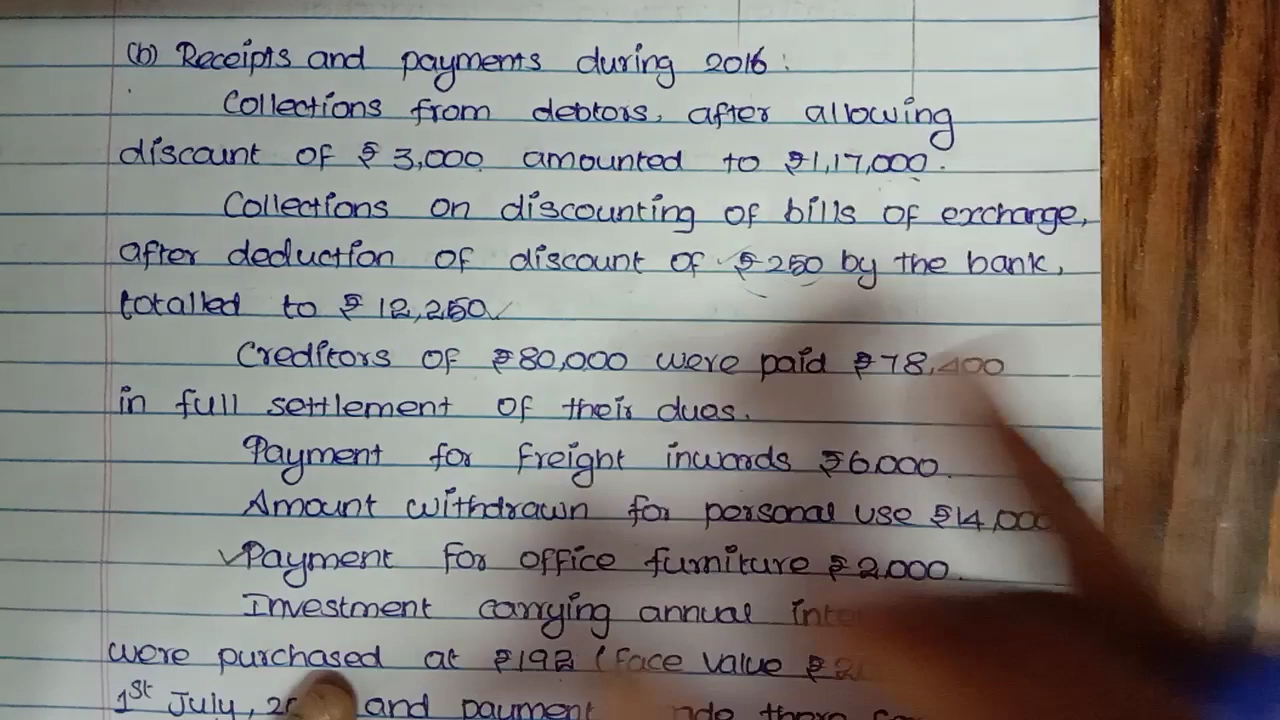 (b) Receipts and payments during 2016:
Collections from debtors, after allowing
discount of ₹ 3,000 amounted to ₹1,17,000.
Collections on discounting of bills of exchange,
after deduction of discount of ₹250 by the bank,
totalled to ₹ 12,250
Creditors of ₹80,000 were paid ₹78,400
in full settlement of their dues.
Payment for Freight inwards ₹6,000.
Amount withdrawn for personal use ₹14,000
Payment for office furniture ₹2,000.
Investment carrying annual
were purchased at ₹192 (face value
1st July, and payment